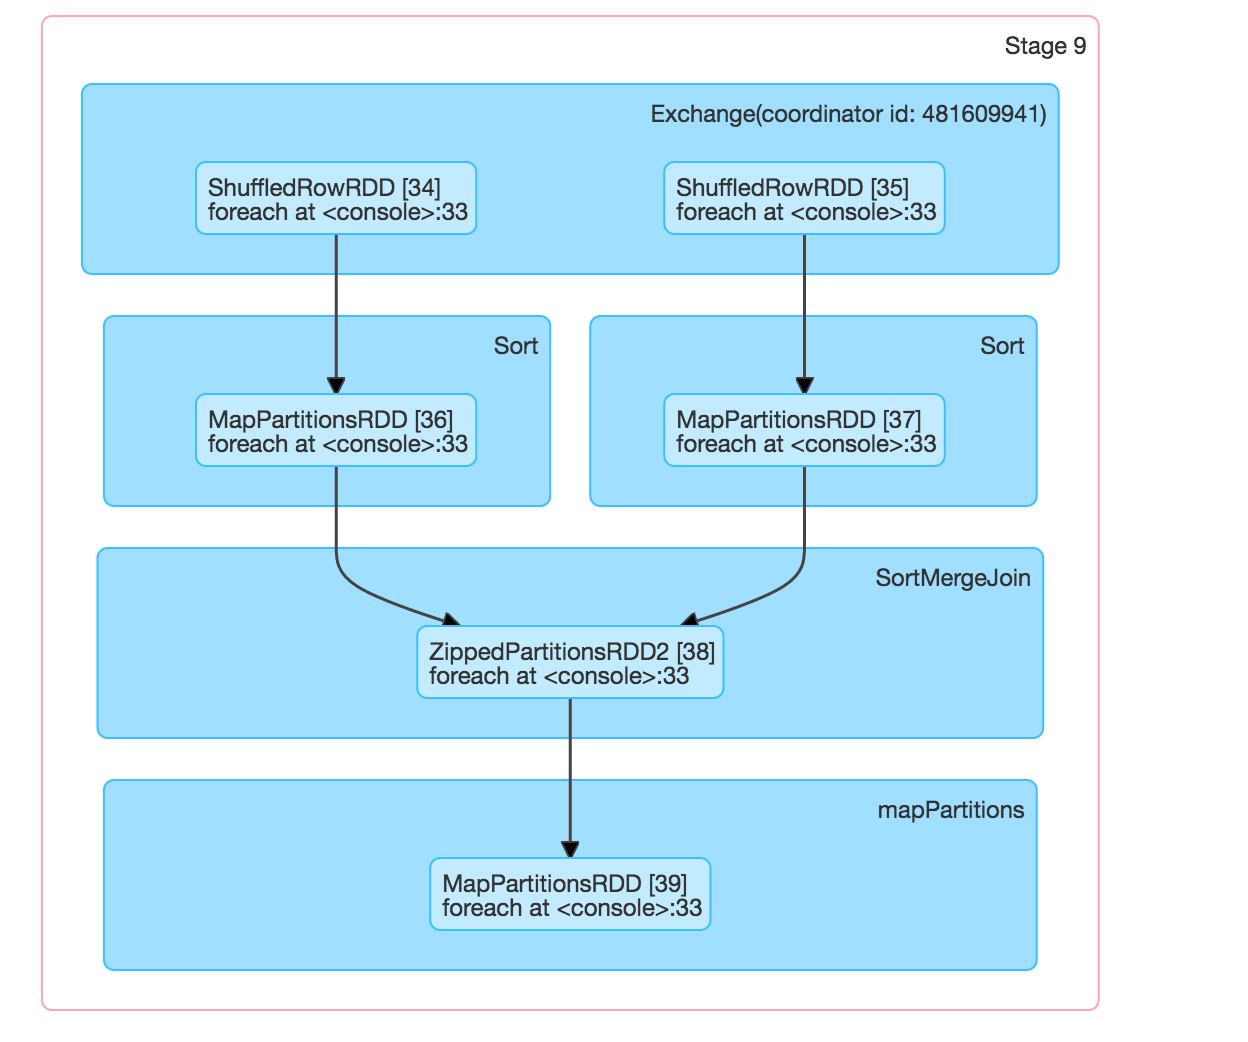 Stage 9
Exchange(coordinator id: 481609941)
ShuffledRowRDD [34]
foreach at <console>:33
ShuffledRowRDD [35]
foreach at <console>:33
Sort
MapPartitionsRDD [36]
foreach at <console>:33
Sort
MapPartitionsRDD [37]
foreach at <console>:33
SortMergeJoin
ZippedPartitionsRDD2 [38]
foreach at <console>:33
mapPartitions
MapPartitionsRDD [39]
foreach at <console>:33